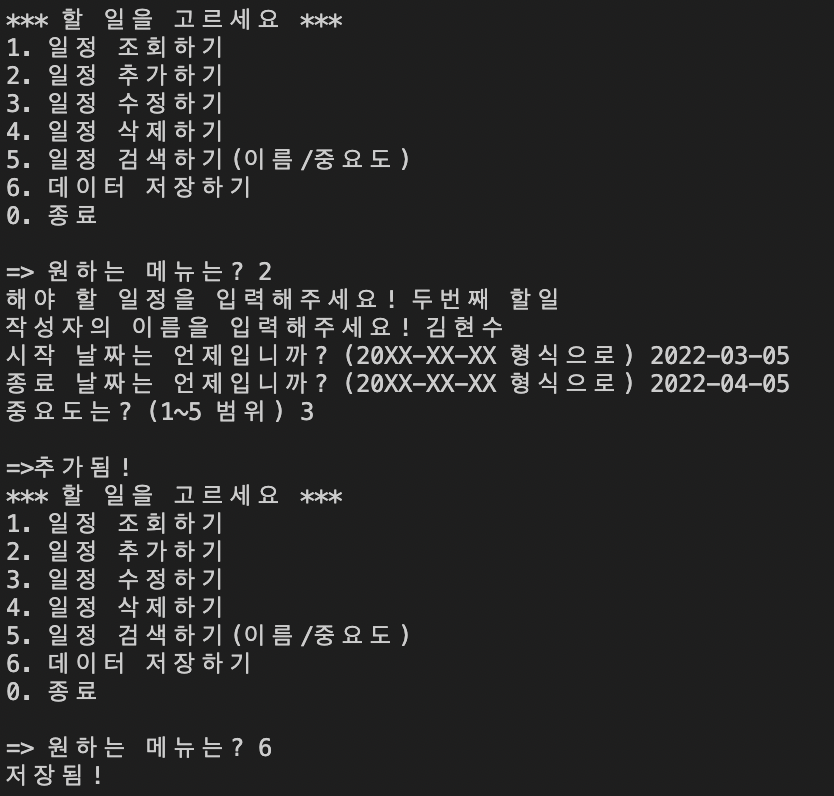 *** 할 일을 고르세요 ***
1. 일정 조회하기
2. 일정 추가하기
3. 일정 수정하기
4. 일정 삭제하기
5. 일정 검색하기(이름/중요도)
6. 데이터 저장하기
0. 종료
=> 원하는 메뉴는? 2
해야 할 일정을 입력해주세요! 두번째 할일
작성자의 이름을 입력해주세요! 김현수
시작 날짜는 언제입니까? (20XX-XX-XX 형식으로) 2022-03-05
종료 날짜는 언제입니까? (20XX-XX-XX 형식으로) 2022-04-05
중요도는? (1~5 범위) 3
=>추가됨!
*** 할 일을 고르세요 ***
1. 일정 조회하기
2. 일정 추가하기
3. 일정 수정하기
4. 일정 삭제하기
5. 일정 검색하기(이름/중요도)
6. 데이터 저장하기
0. 종료
=> 원하는 메뉴는? 6
저장됨!